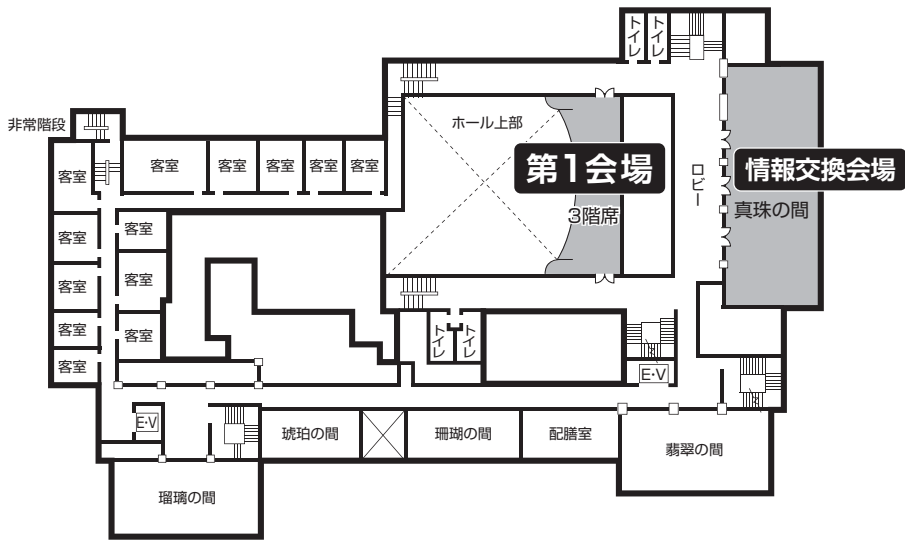 トイレ
トイレ
非常階段
ホール上部
客室
客室
客室
客室
客室
客室
第1会場
ロビー
情報交換会場
真珠の間
3階席
客室
客室
客室
客室
客室
客室
客室
トイレ
トイレ
E・V
E・V
琥珀の間
珊瑚の間
配膳室
翡翠の間
瑠璃の間